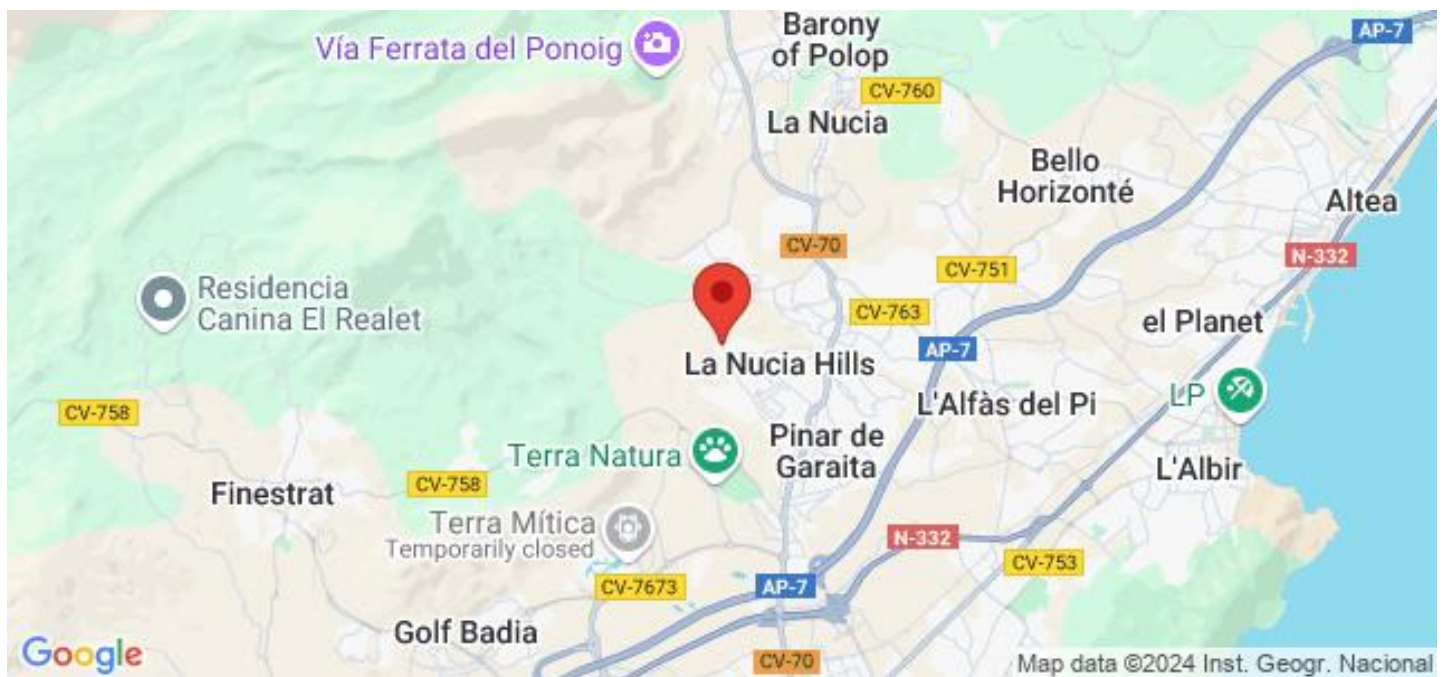 Barony
of Polop
AP-7
Vía Ferrata del Ponoig
CV-760
La Nucia
Bello
Horizonté
Altea
CV-70
N-332
CV-751
Residencia
Canina El Realet
CV-763
el Planet
AP-7
La Nucia Hills
LP
CV-758
L'Alfàs del Pi
Pinar de
Garaita
Terra Natura
L'Albir
CV-758
Finestrat
Terra Mítica
Temporarily closed
N-332
CV-753
CV-7673
AP-7
Golf Badia
Google
CV-70
Map data ©2024 Inst. Geogr. Nacional